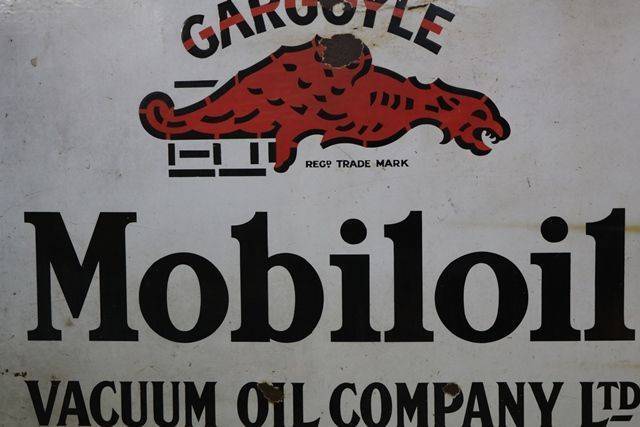 GARGOYLE
REGD TRADE MARK
Mobiloil
VACUUM OIL COMPANY LTD